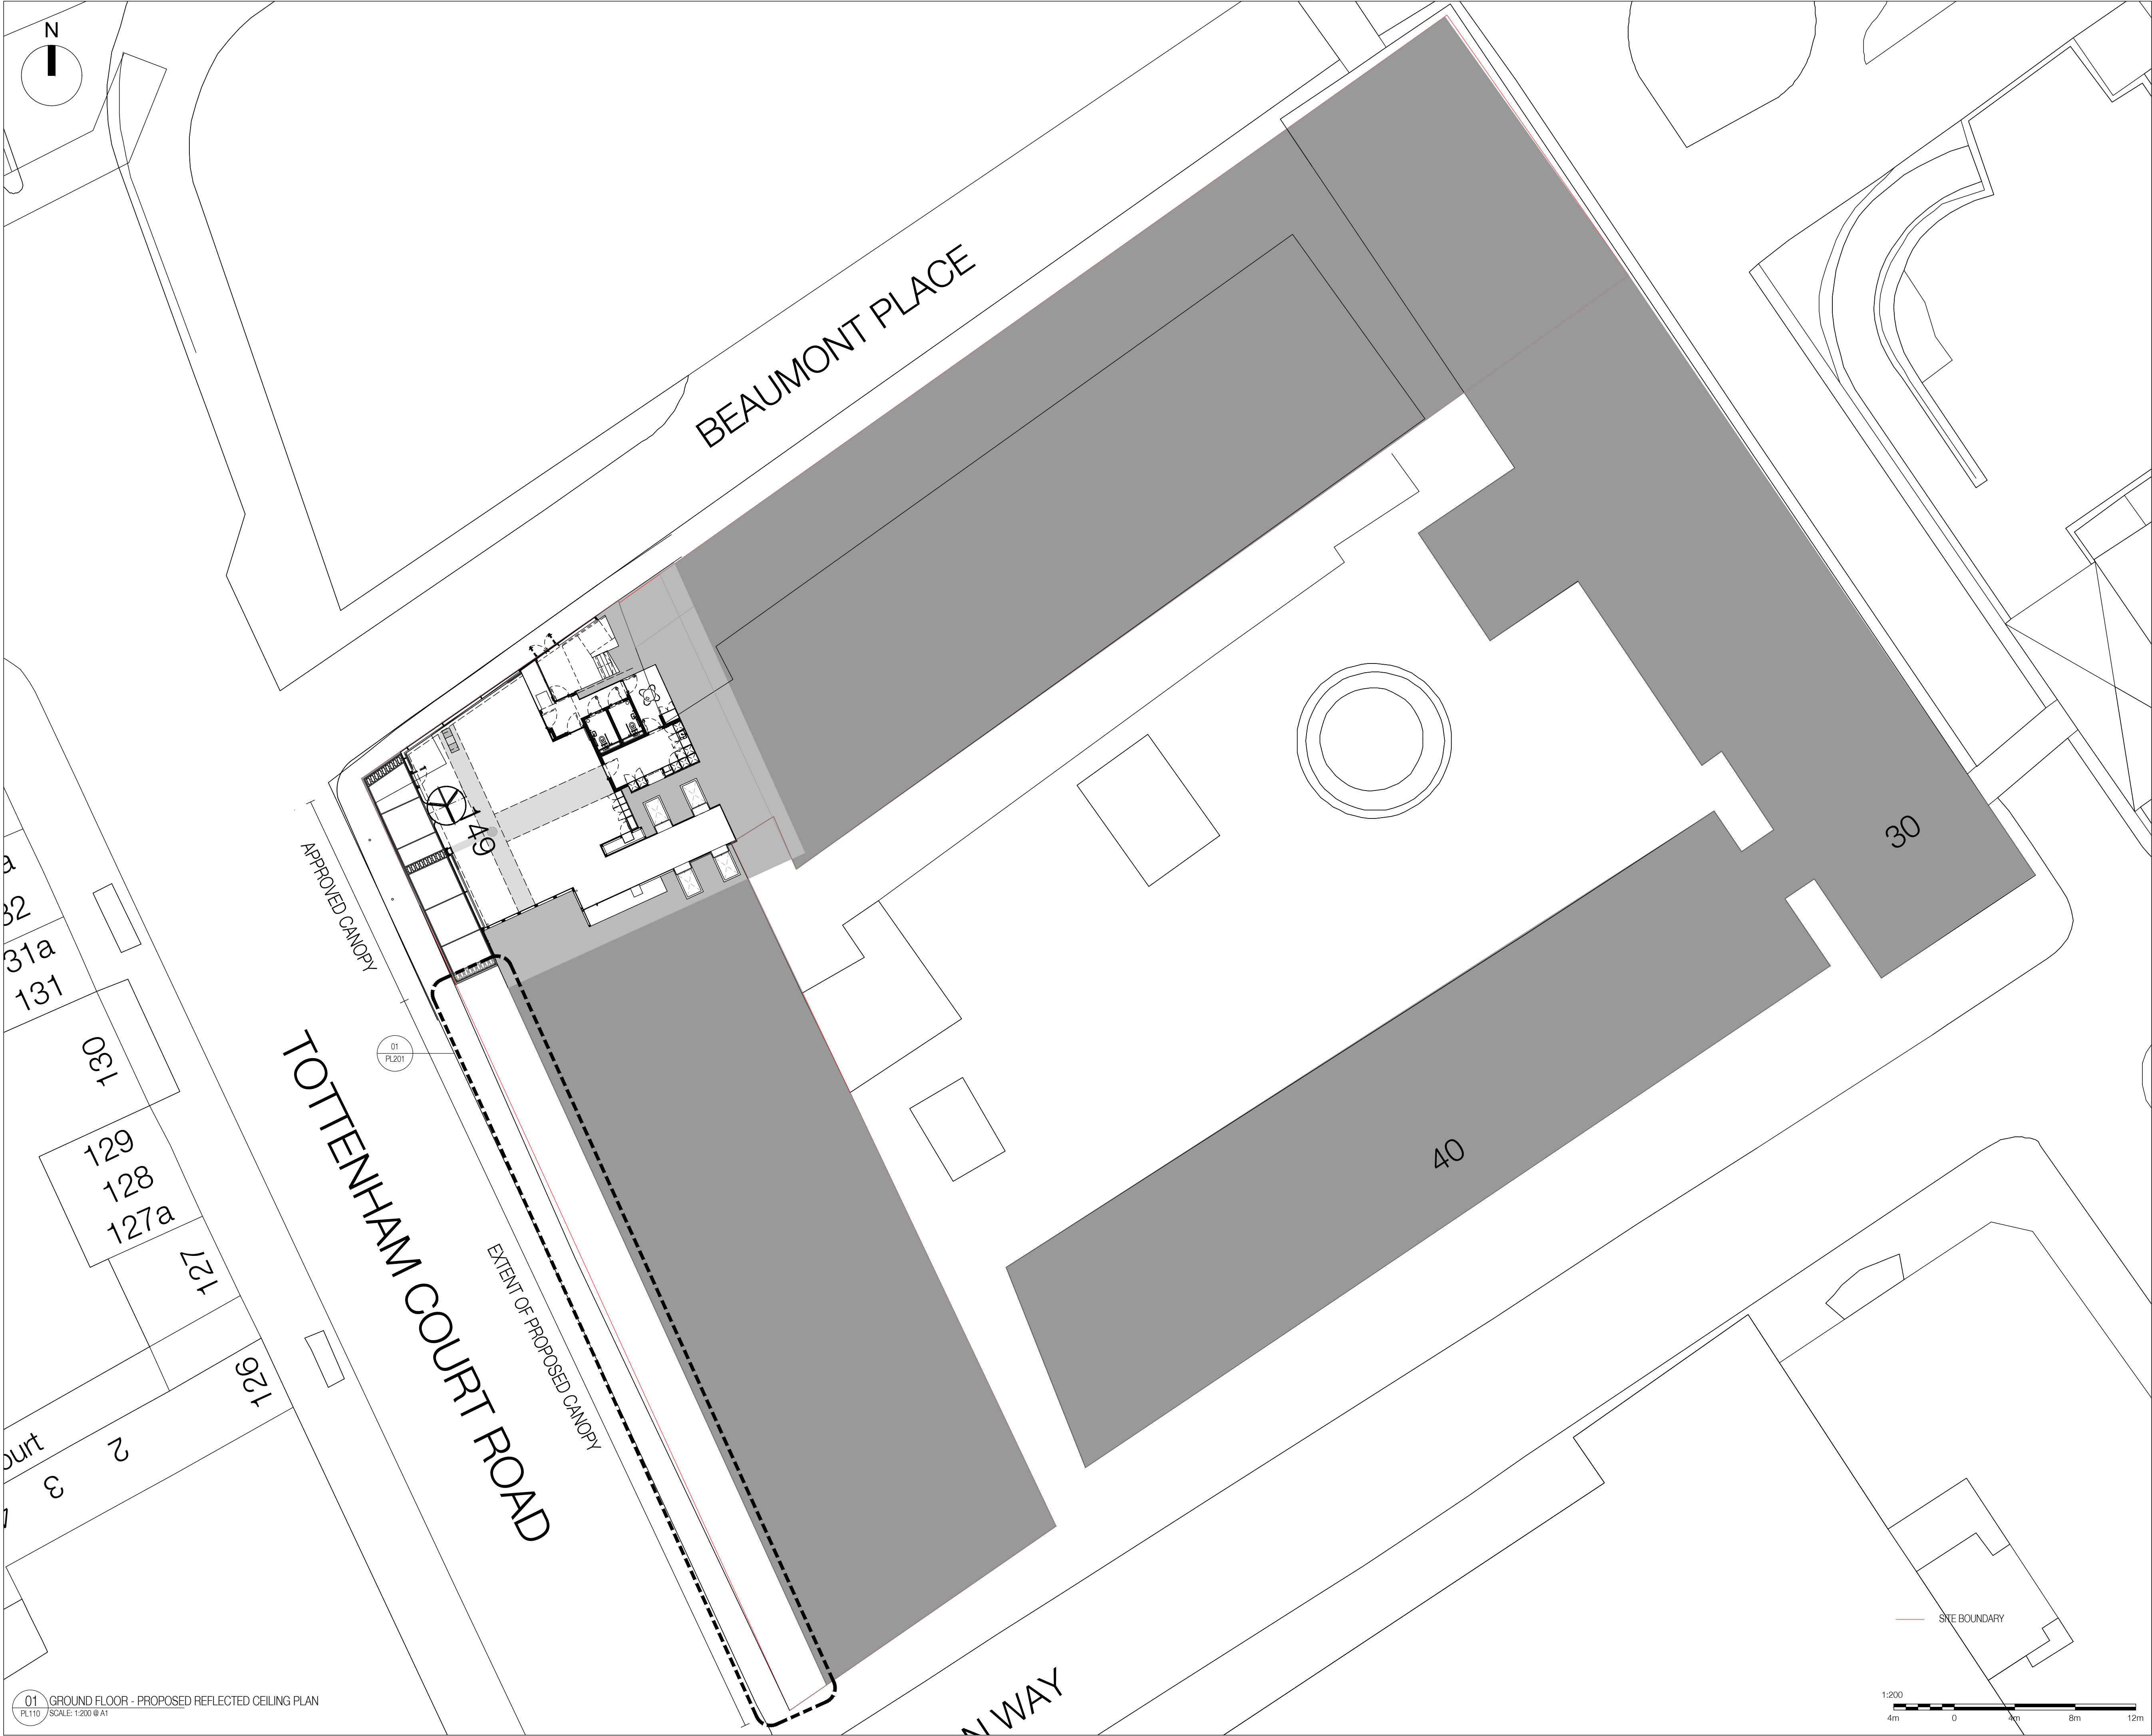 N
BEAUMONT PLACE
149
APPROVED CANOPY
30
32
31a
131
130
01
PL201
TOTTENHAM COURT ROAD
129
128
127a
40
127
EXTENT OF PROPOSED CANOPY
126
2
3
SITE BOUNDARY
WAY
01
PL110
GROUND FLOOR - PROPOSED REFLECTED CEILING PLAN
SCALE: 1:200 @ A1
1:200
4m 0 4m 8m 12m